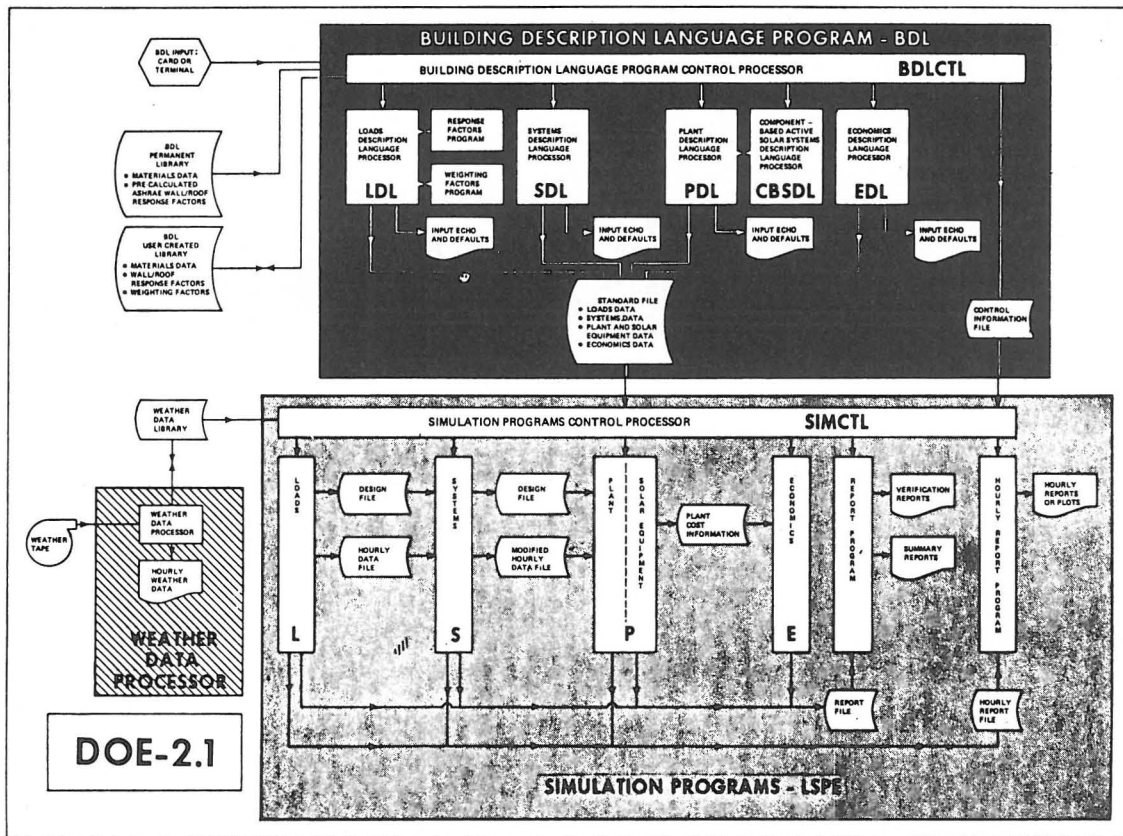 BUILDING DESCRIPTION LANGUAGE PROGRAM - BDL
BDL INPUT:
CARD OR
TERMINAL
BUILDING DESCRIPTION LANGUAGE PROGRAM CONTROL PROCESSOR BDLCTL
LOADS
DESCRIPTION
LANGUAGE
PROCESSOR
LDL
RESPONSE
FACTORS
PROGRAM
WEIGHTING
FACTORS
PROGRAM
SYSTEMS
DESCRIPTION
LANGUAGE
PROCESSOR
SDL
PLANT
DESCRIPTION
LANGUAGE
PROCESSOR
PDL
COMPONENT -
BASED ACTIVE
SOLAR SYSTEMS
DESCRIPTION
LANGUAGE
PROCESSOR
CBSDL
ECONOMICS
DESCRIPTION
LANGUAGE
PROCESSOR
EDL
BDL
PERMANENT
LIBRARY
• MATERIALS DATA
• PRE CALCULATED
ASHRAE WALL/ROOF
RESPONSE FACTORS
INPUT ECHO
AND DEFAULTS
INPUT ECHO
AND DEFAULTS
INPUT ECHO
AND DEFAULTS
INPUT ECHO
AND DEFAULTS
BDL
USER CREATED
LIBRARY
• MATERIALS DATA
• WALL/ROOF
RESPONSE FACTORS
• WEIGHTING FACTORS
STANDARD FILE
• LOADS DATA
• SYSTEMS DATA
• PLANT AND SOLAR
EQUIPMENT DATA
• ECONOMICS DATA
CONTROL
INFORMATION
FILE
WEATHER
DATA
LIBRARY
SIMULATION PROGRAMS CONTROL PROCESSOR SIMCTL
LOADS
L
DESIGN
FILE
HOURLY
DATA
FILE
SYSTEMS
S
DESIGN
FILE
MODIFIED
HOURLY
DATA FILE
PLANT
SOLAR EQUIPMENT
P
PLANT
COST
INFORMATION
ECONOMICS
E
REPORT PROGRAM
VERIFICATION
REPORTS
SUMMARY
REPORTS
HOURLY REPORT PROGRAM
HOURLY
REPORTS
OR PLOTS
WEATHER
TAPE
WEATHER
DATA
PROCESSOR
HOURLY
WEATHER
DATA
WEATHER
DATA
PROCESSOR
REPORT
FILE
HOURLY
REPORT
FILE
DOE-2.1
SIMULATION PROGRAMS - LSPE